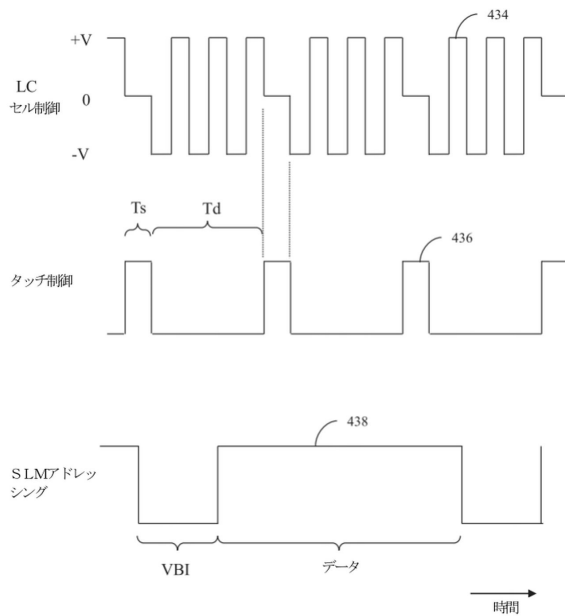 434
+V
LC
セル制御
0
-V
Ts
Td
436
タッチ制御
438
ＳＬＭアドレッ
シング
VBI
データ
時間